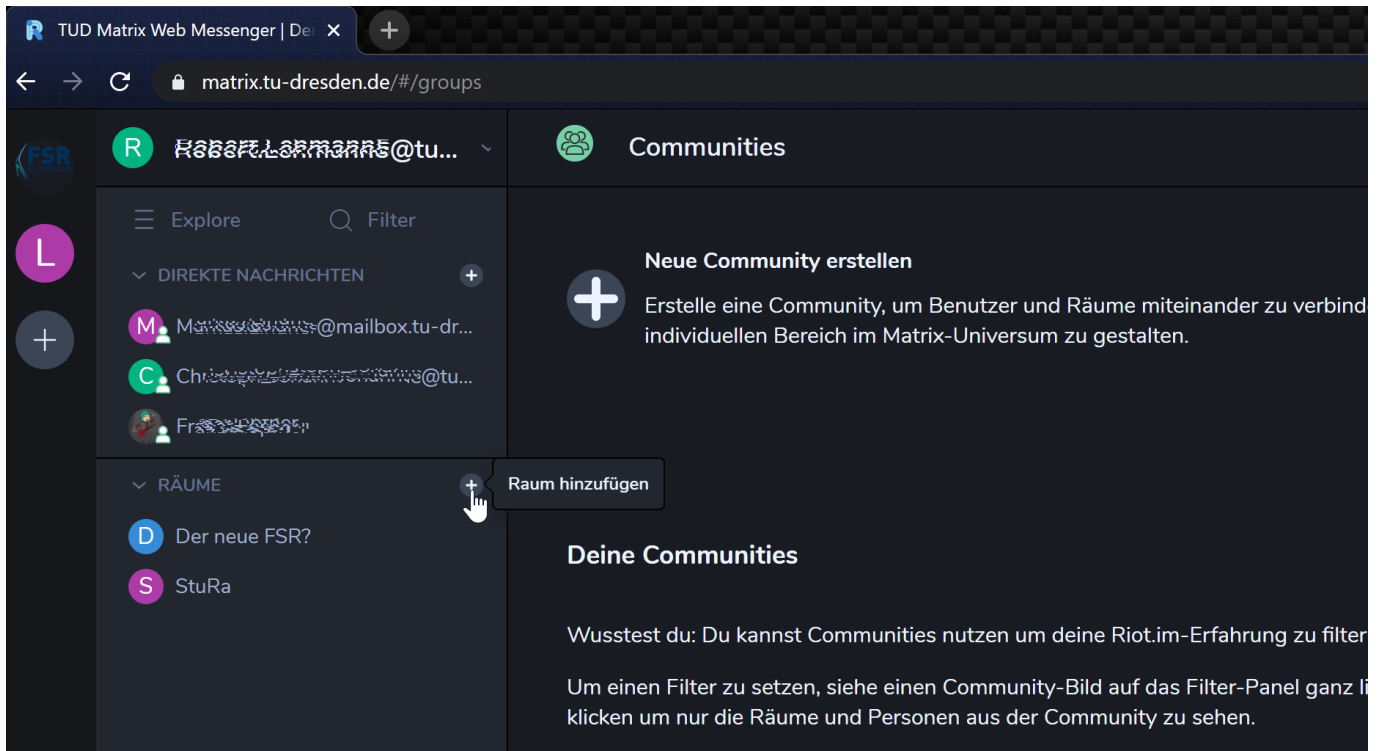 TUD Matrix Web Messenger | De
matrix.tu-dresden.de/#/groups
FSR
R
@tu...
Communities
Explore
Filter
L
DIREKTE NACHRICHTEN
M
@mailbox.tu-dr...
C
@tu...
Neue Community erstellen
Erstelle eine Community, um Benutzer und Räume miteinander zu verbind
individuellen Bereich im Matrix-Universum zu gestalten.
RÄUME
Raum hinzufügen
D Der neue FSR?
S StuRa
Deine Communities
Wusstest du: Du kannst Communities nutzen um deine Riot.im-Erfahrung zu filter
Um einen Filter zu setzen, siehe einen Community-Bild auf das Filter-Panel ganz li
klicken um nur die Räume und Personen aus der Community zu sehen.